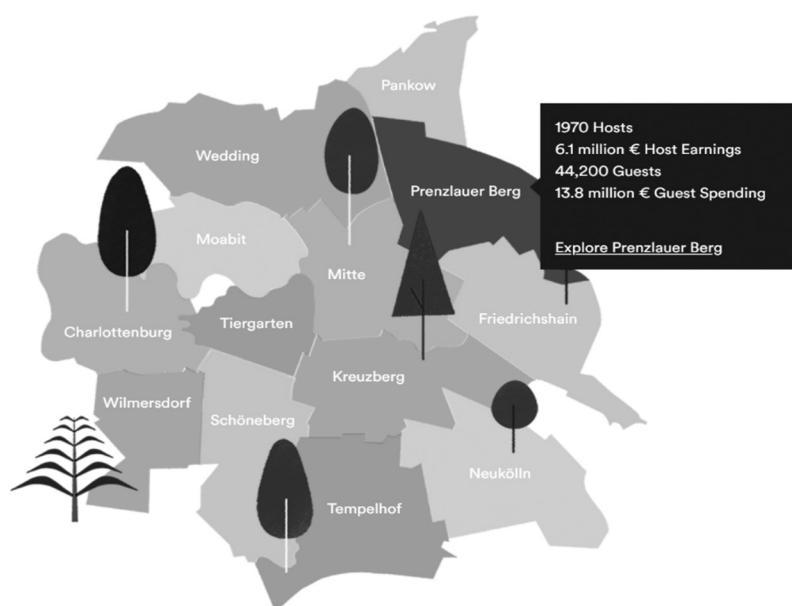 Pankow
1970 Hosts
6.1 million € Host Earnings
44,200 Guests
13.8 million € Guest Spending
Explore Prenzlauer Berg
Wedding
Prenzlauer Berg
Moabit
Mitte
Charlottenburg
Tiergarten
Friedrichshain
Kreuzberg
Wilmersdorf
Schöneberg
Neukölln
Tempelhof